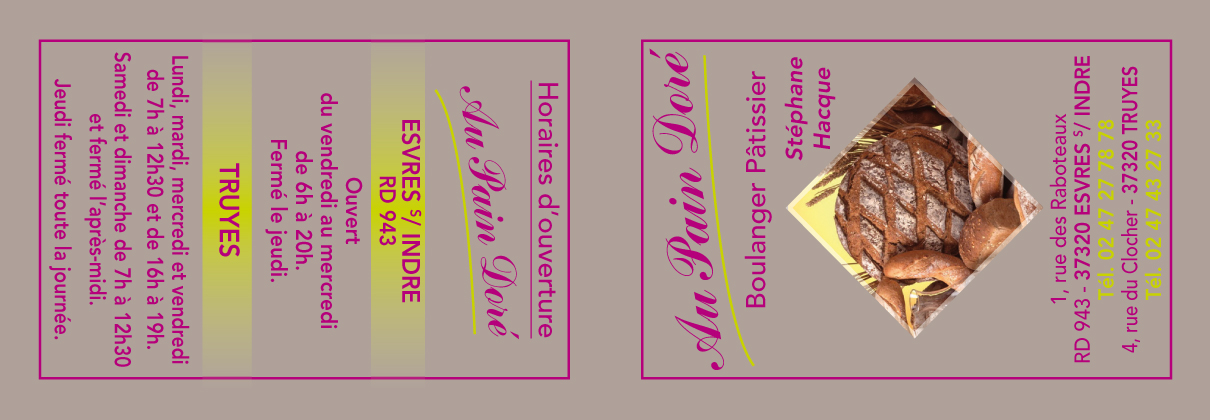 Au Pain Doré
Boulanger Pâtissier
Stéphane
Hacque
1, rue des Raboteaux
RD 943 - 37320 ESVRES S/ INDRE
Tél. 02 47 27 78 78
4, rue du Clocher - 37320 TRUYES
Tél. 02 47 43 27 33
Horaires d'ouverture
Au Pain Doré
ESVRES S/ INDRE
RD 943
Ouvert
du vendredi au mercredi
de 6h à 20h.
Fermé le jeudi.
TRUYES
Lundi, mardi, mercredi et vendredi
de 7h à 12h30 et de 16h à 19h.
Samedi et dimanche de 7h à 12h30
et fermé l'après-midi.
Jeudi fermé toute la journée.